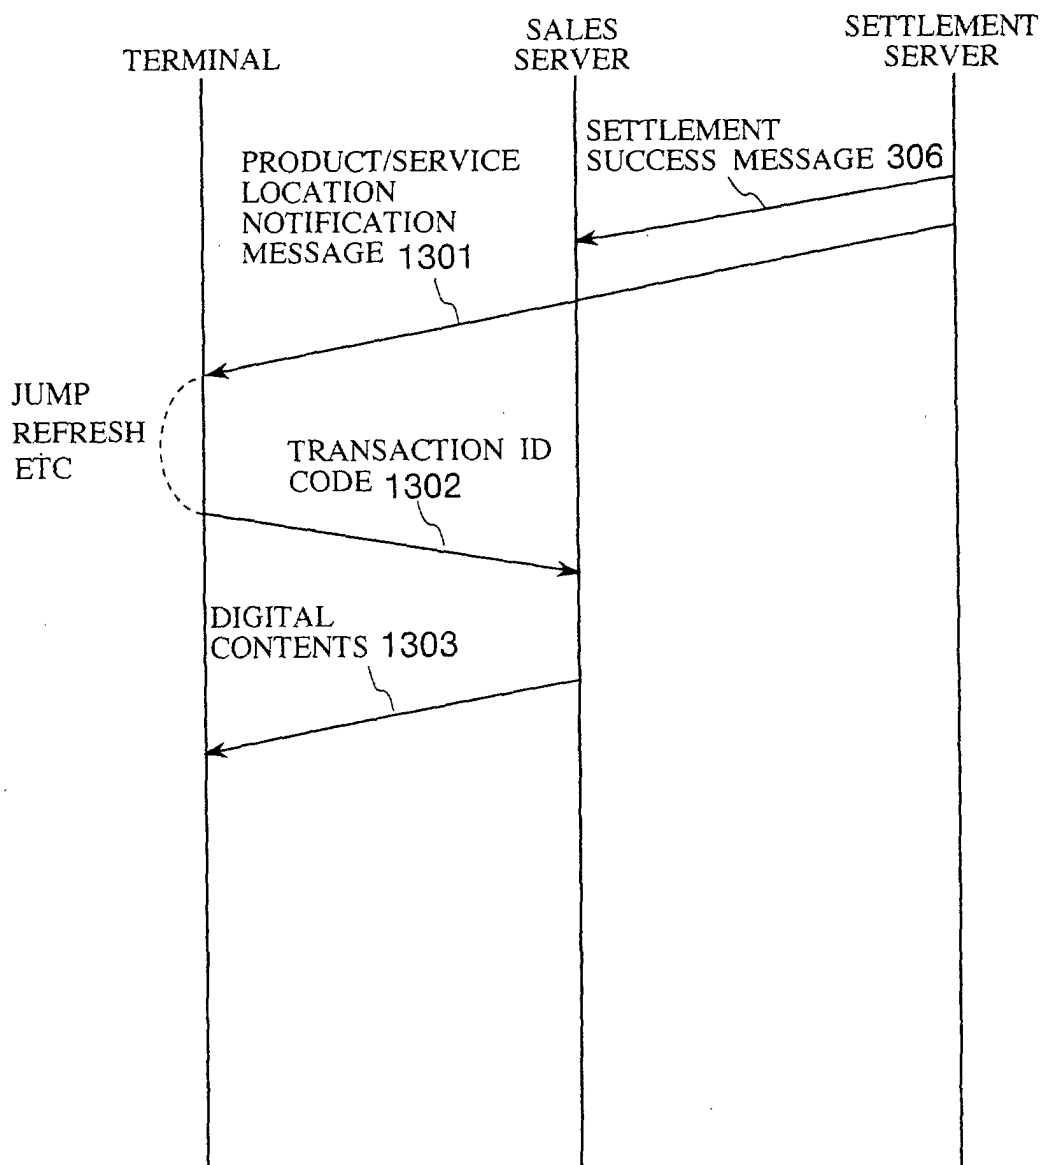 TERMINAL
SALES
SERVER
SETTLEMENT
SERVER
SETTLEMENT
SUCCESS MESSAGE 306
PRODUCT/SERVICE
LOCATION
NOTIFICATION
MESSAGE 1301
JUMP
REFRESH
ETC
TRANSACTION ID
CODE 1302
DIGITAL
CONTENTS 1303